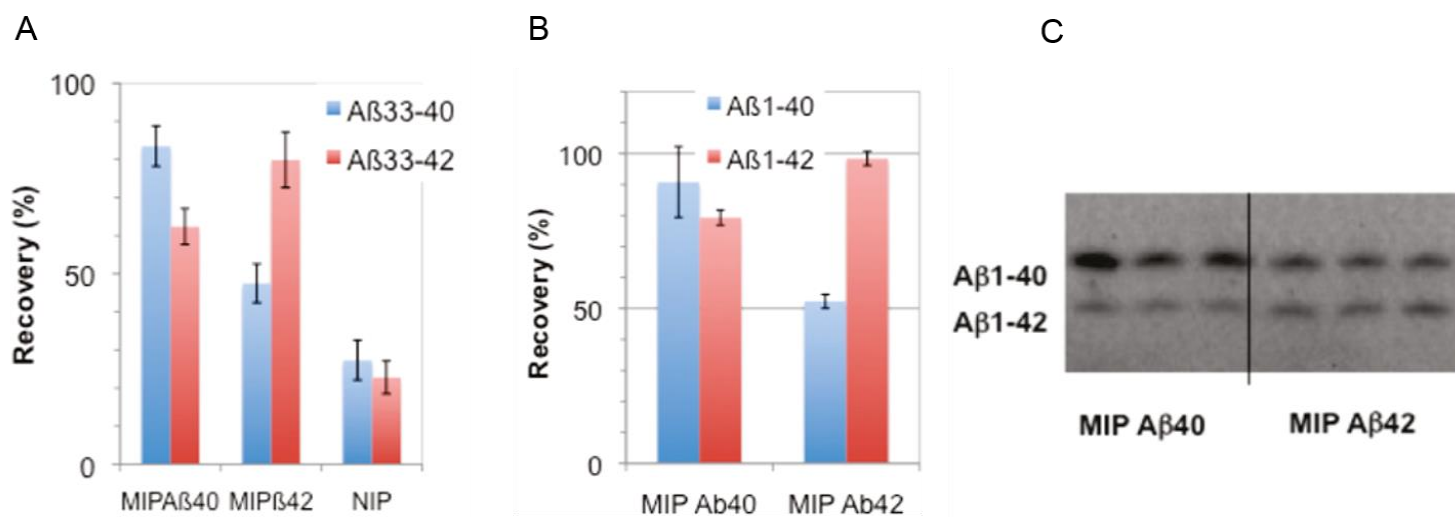 A
Recovery (%)
100
50
0
Aß33-40
Aß33-42
MIPAß40 MIPß42 NIP
B
Recovery (%)
100
50
0
Aß1-40
Aß1-42
MIP Ab40 MIP Ab42
C
Aβ1-40
Aβ1-42
MIP Aβ40 MIP Aβ42